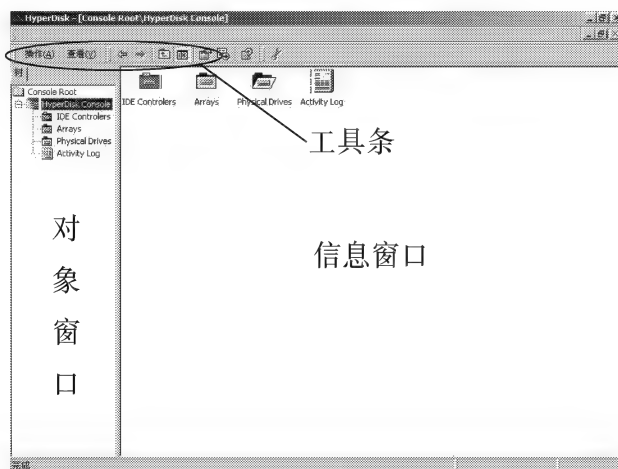 HyperDisk - [Console Root\HyperDisk Console]
操作(A) 查看(V)
树
Console Root
HyperDisk Console
IDE Controlers
Arrays
Physical Drives
Activity Log
IDE Controlers Arrays Physical Drives Activity Log
工具条
信息窗口
对
象
窗
口
完成